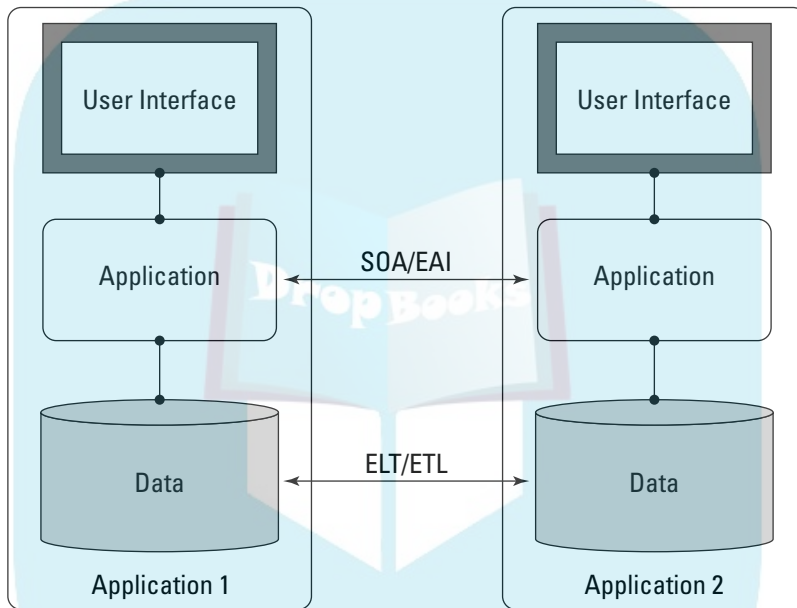 User Interface
User Interface
Application
SOA/EAI
Application
DropBooks
Data
ELT/ETL
Data
Application 1
Application 2